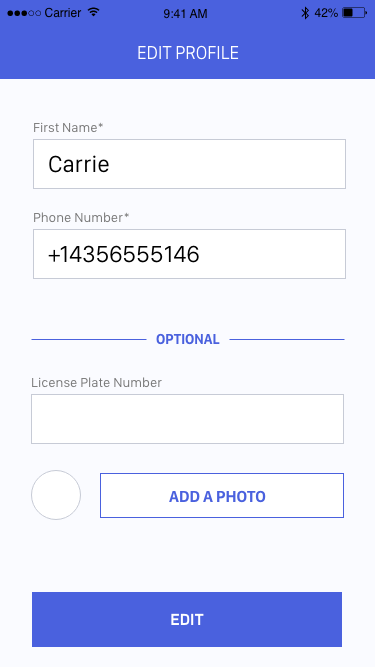 Carrier 9:41 AM 42%
EDIT PROFILE
First Name*
Carrie
Phone Number*
+14356555146
OPTIONAL
License Plate Number
ADD A PHOTO
EDIT